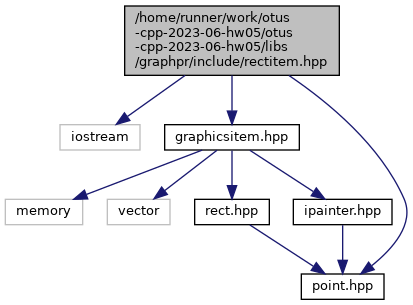 /home/runner/work/otus
-cpp-2023-06-hw05/otus
-cpp-2023-06-hw05/libs
/graphpr/include/rectitem.hpp
iostream
graphicsitem.hpp
memory
vector
rect.hpp
ipainter.hpp
point.hpp